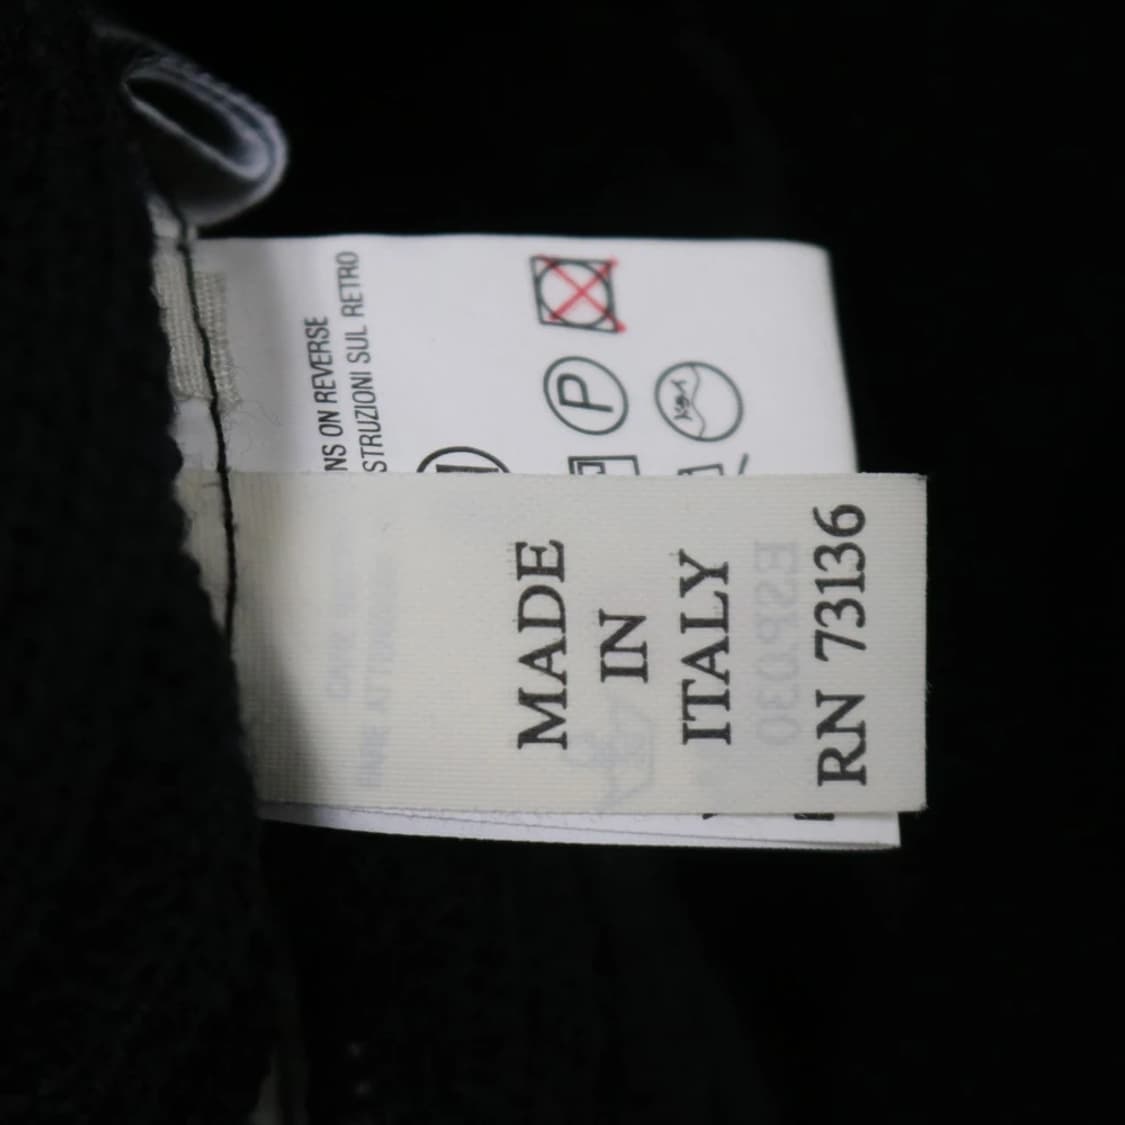 NS ON REVERSE
STRUZIONI SUL RETRO
P
MADE
IN
ITALY
RN 73136